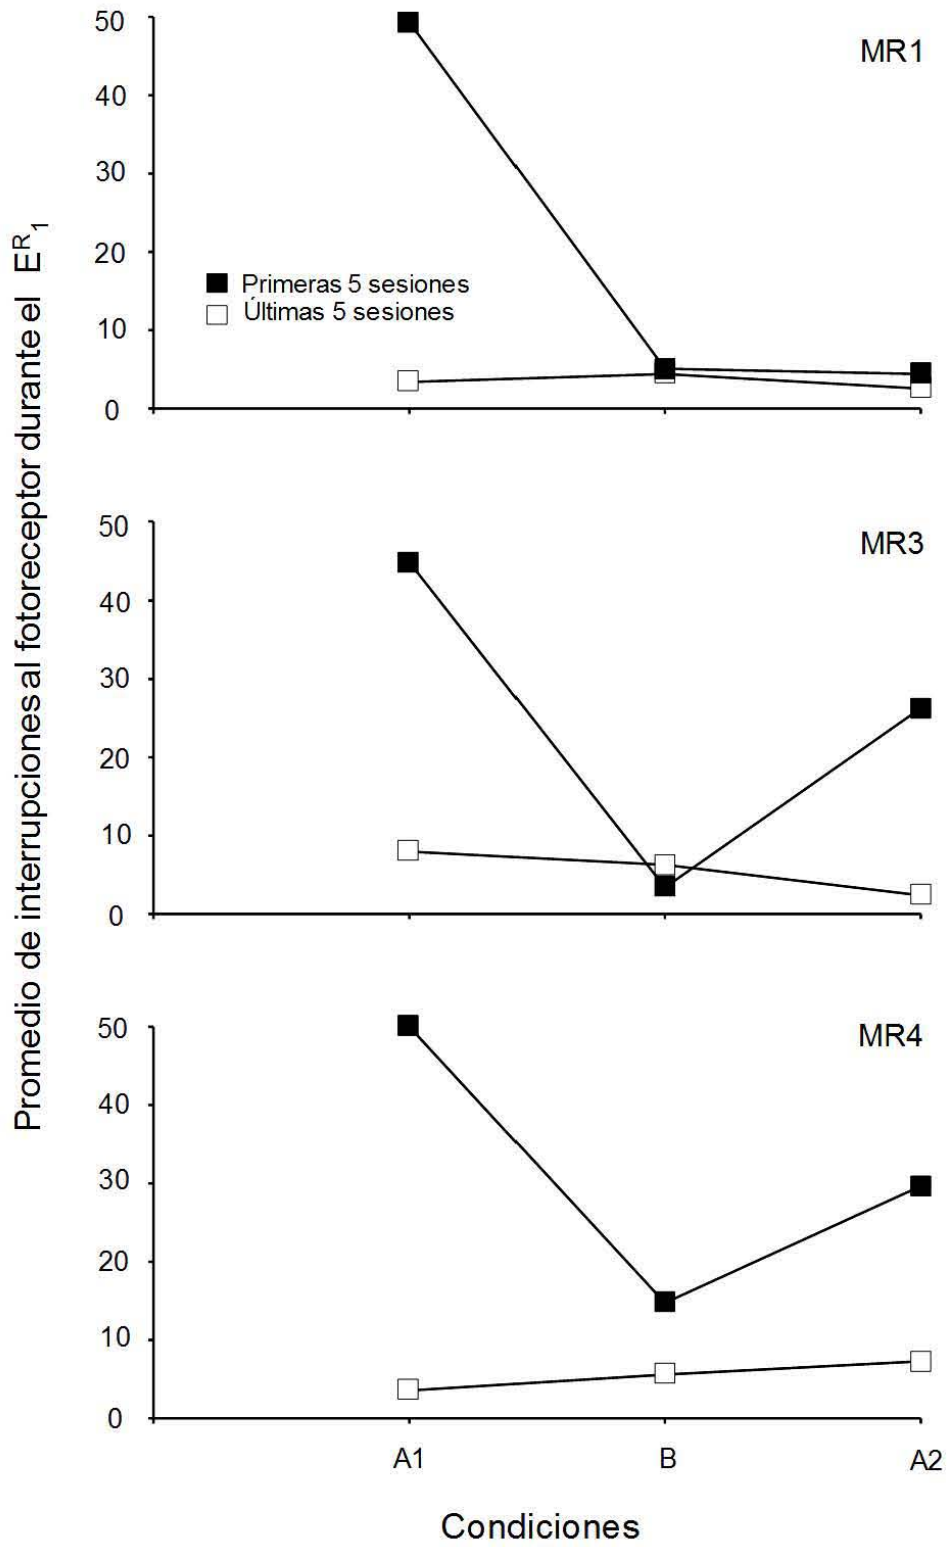 Promedio de interrupciones al fotoreceptor durante el E^R_1
MR1
50
40
30
20
10
0
Primeras 5 sesiones
Últimas 5 sesiones
MR3
50
40
30
20
10
0
MR4
50
40
30
20
10
0
A1 B A2
Condiciones